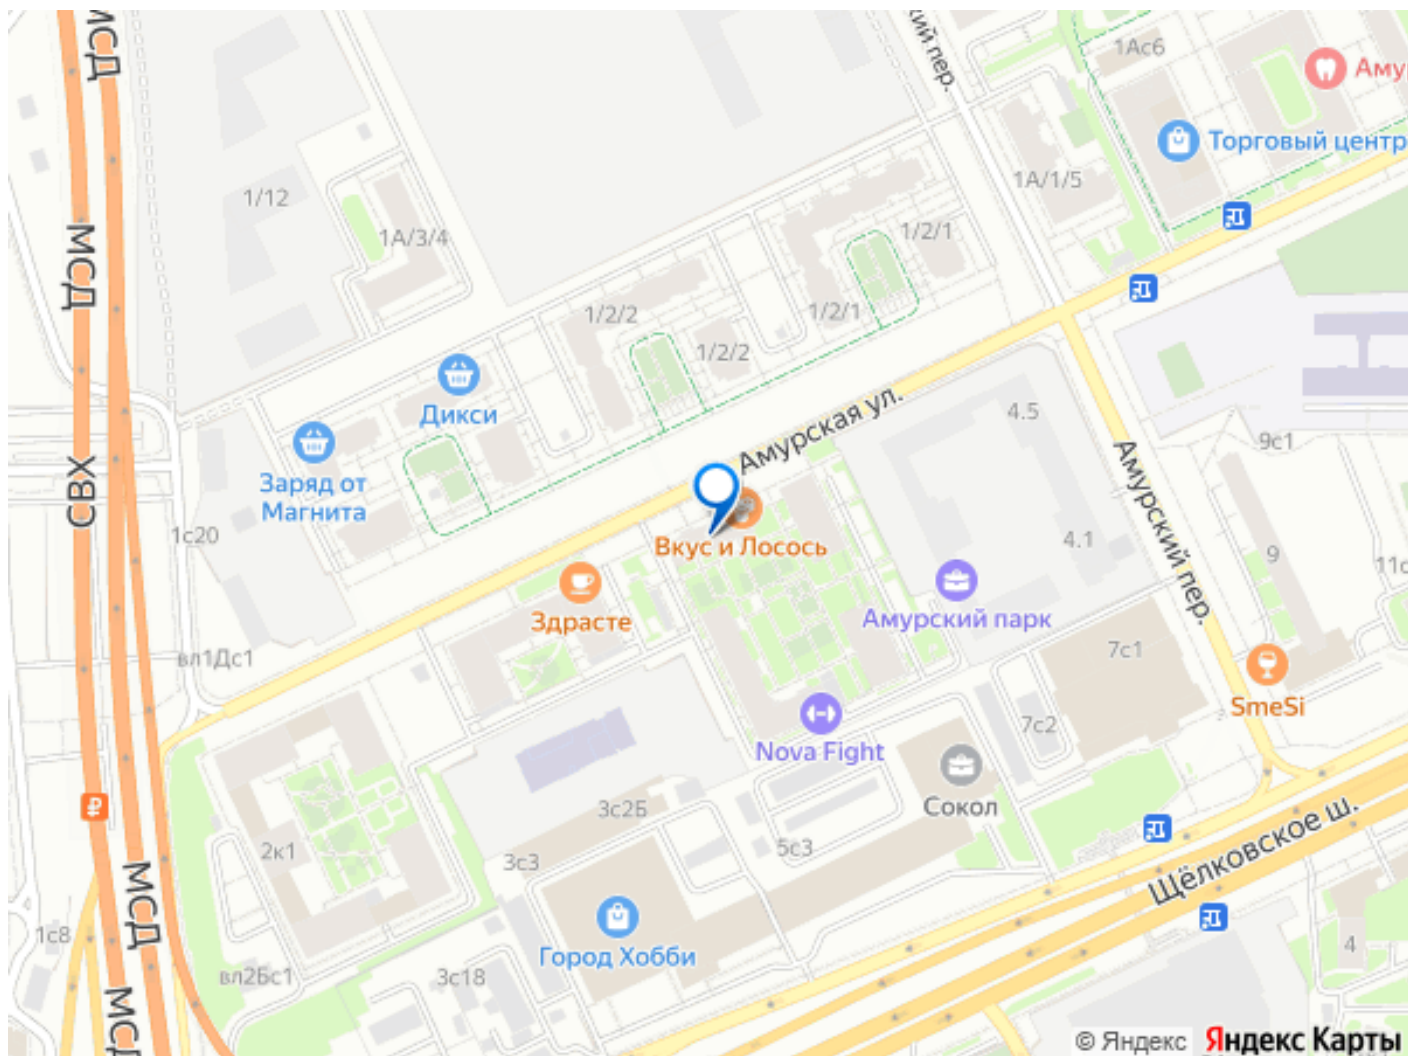 МСД
кий пер.
1Ас6
Аму
Торговый центр
1/12
1А/3/4
1А/1/5
1/2/1
МСД
1/2/2
1/2/1
1/2/2
Дикси
Амурская ул.
4.5
9с1
Заряд от
Магнита
СВХ
1с20
Амурский пер.
4.1
9
Вкус и Лосось
11с
Здрасте
Амурский парк
7с1
вл1Дс1
SmeSi
7с2
Nova Fight
Сокол
3с2Б
5с3
2к1
3с3
Щёлковское ш.
МСД
Город Хобби
1с8
4
вл2Бс1
3с18
МСД
© Яндекс Яндекс Карты